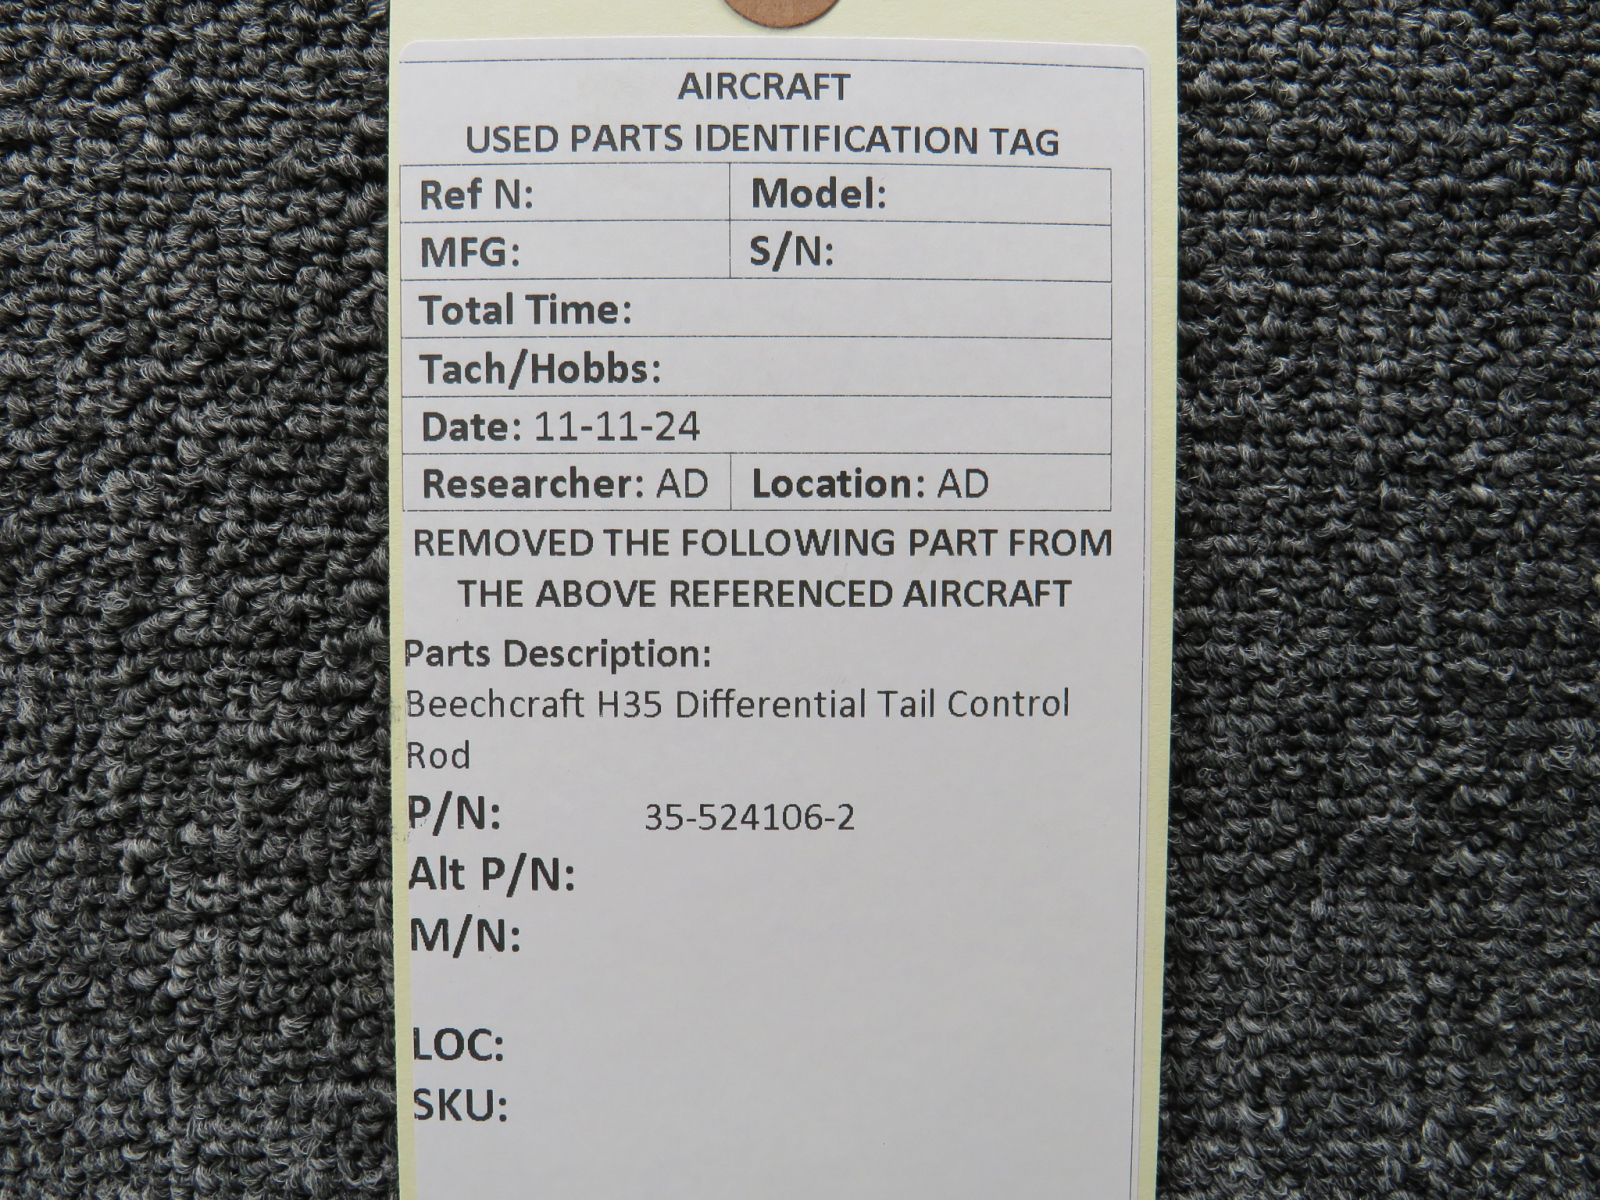 AIRCRAFT
USED PARTS IDENTIFICATION TAG
Ref N: Model:
MFG: S/N:
Total Time:
Tach/Hobbs:
Date: 11-11-24
Researcher: AD Location: AD
REMOVED THE FOLLOWING PART FROM
THE ABOVE REFERENCED AIRCRAFT
Parts Description:
Beechcraft H35 Differential Tail Control
Rod
P/N: 35-524106-2
Alt P/N:
M/N:
LOC:
SKU: